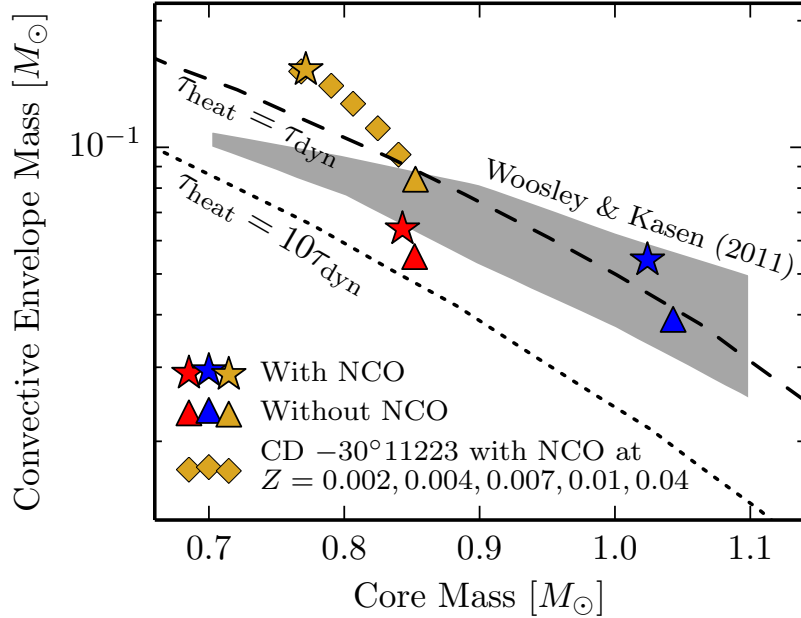 Convective Envelope Mass [M⊙]
10⁻¹
τheat = τdyn
τheat = 10τdyn
Woosley & Kasen (2011)
With NCO
Without NCO
CD −30°11223 with NCO at
Z = 0.002, 0.004, 0.007, 0.01, 0.04
0.7 0.8 0.9 1.0 1.1
Core Mass [M⊙]